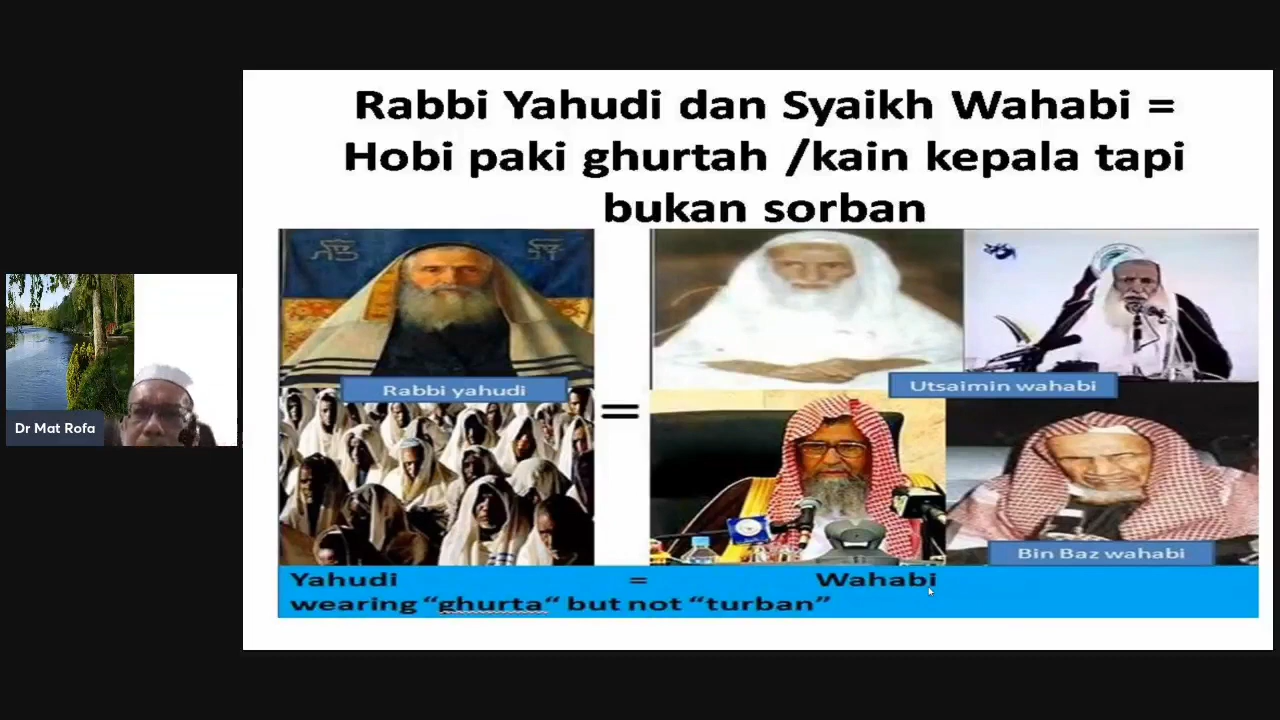 Rabbi Yahudi dan Syaikh Wahabi =
Hobi paki ghurtah /kain kepala tapi
bukan sorban
Rabbi yahudi
=
Utsaimin wahabi
Bin Baz wahabi
Yahudi = Wahabi
wearing “ghurta“ but not “turban”
Dr Mat Rofa